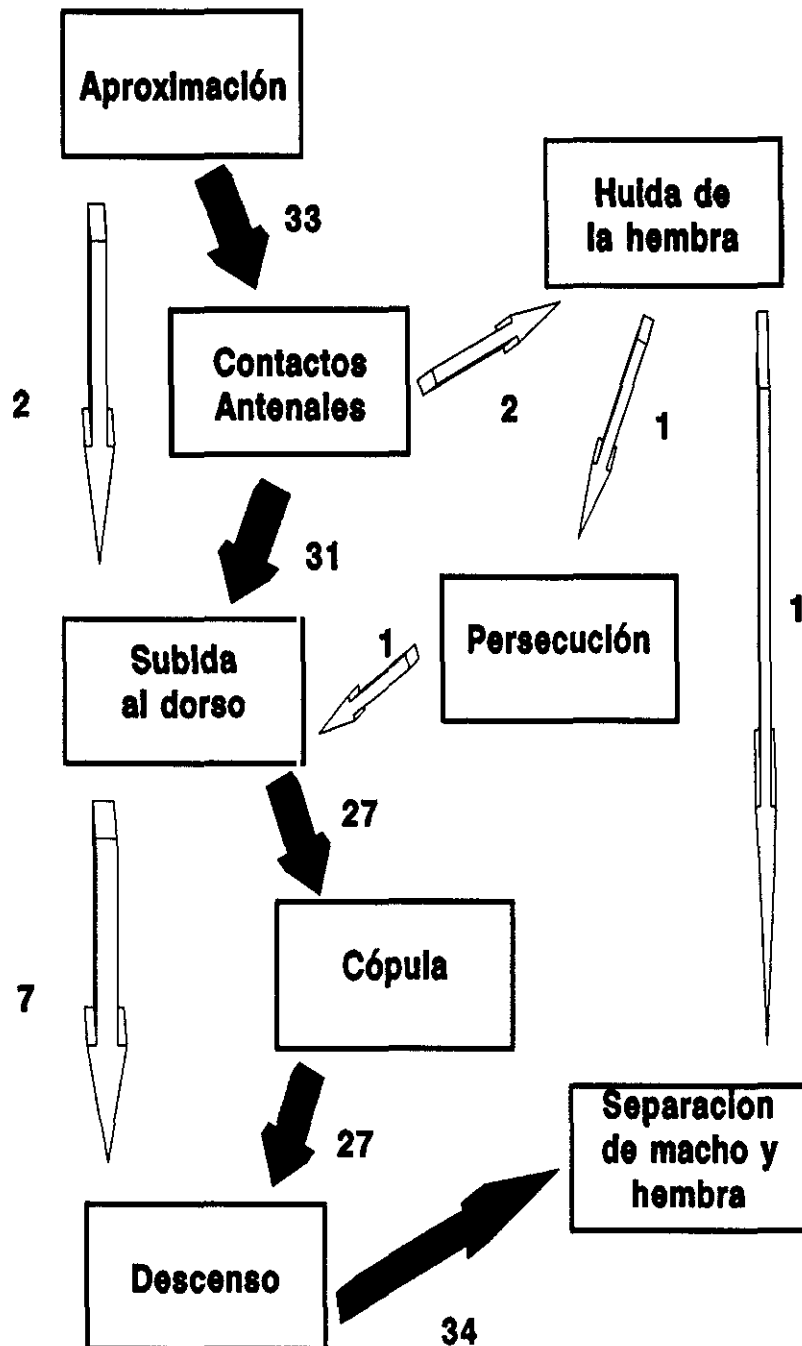 Aproximación
33
Huida de
la hembra
Contactos
Antenales
2
2
1
31
Subida
al dorso
1
Persecución
1
27
Cópula
7
27
Separacion
de macho y
hembra
Descenso
34